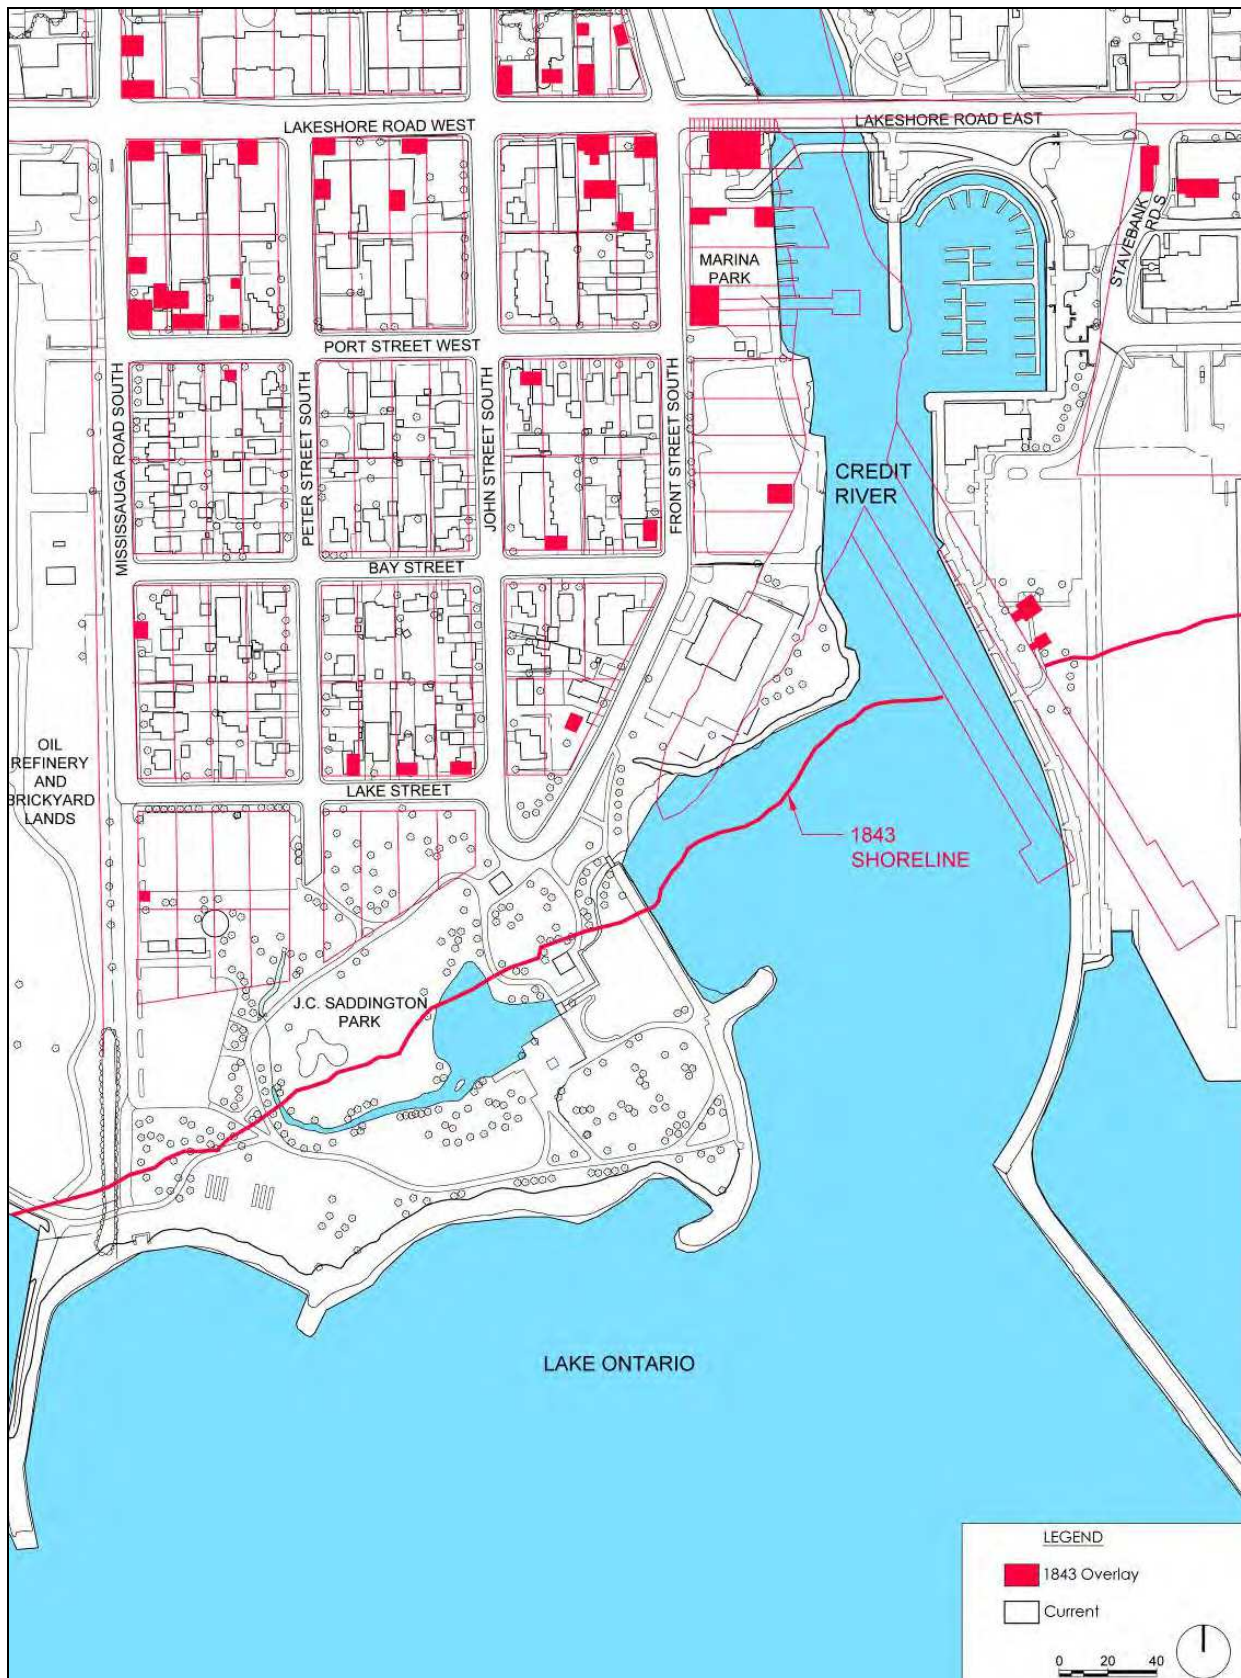 LAKESHORE ROAD WEST
LAKESHORE ROAD EAST
STAVEBANK
RD S
MARINA
PARK
PORT STREET WEST
MISSISSAUGA ROAD SOUTH
PETER STREET SOUTH
JOHN STREET SOUTH
FRONT STREET SOUTH
CREDIT
RIVER
BAY STREET
OIL
REFINERY
AND
BRICKYARD
LANDS
LAKE STREET
1843
SHORELINE
J.C. SADDINGTON
PARK
LAKE ONTARIO
LEGEND
1843 Overlay
Current
0 20 40